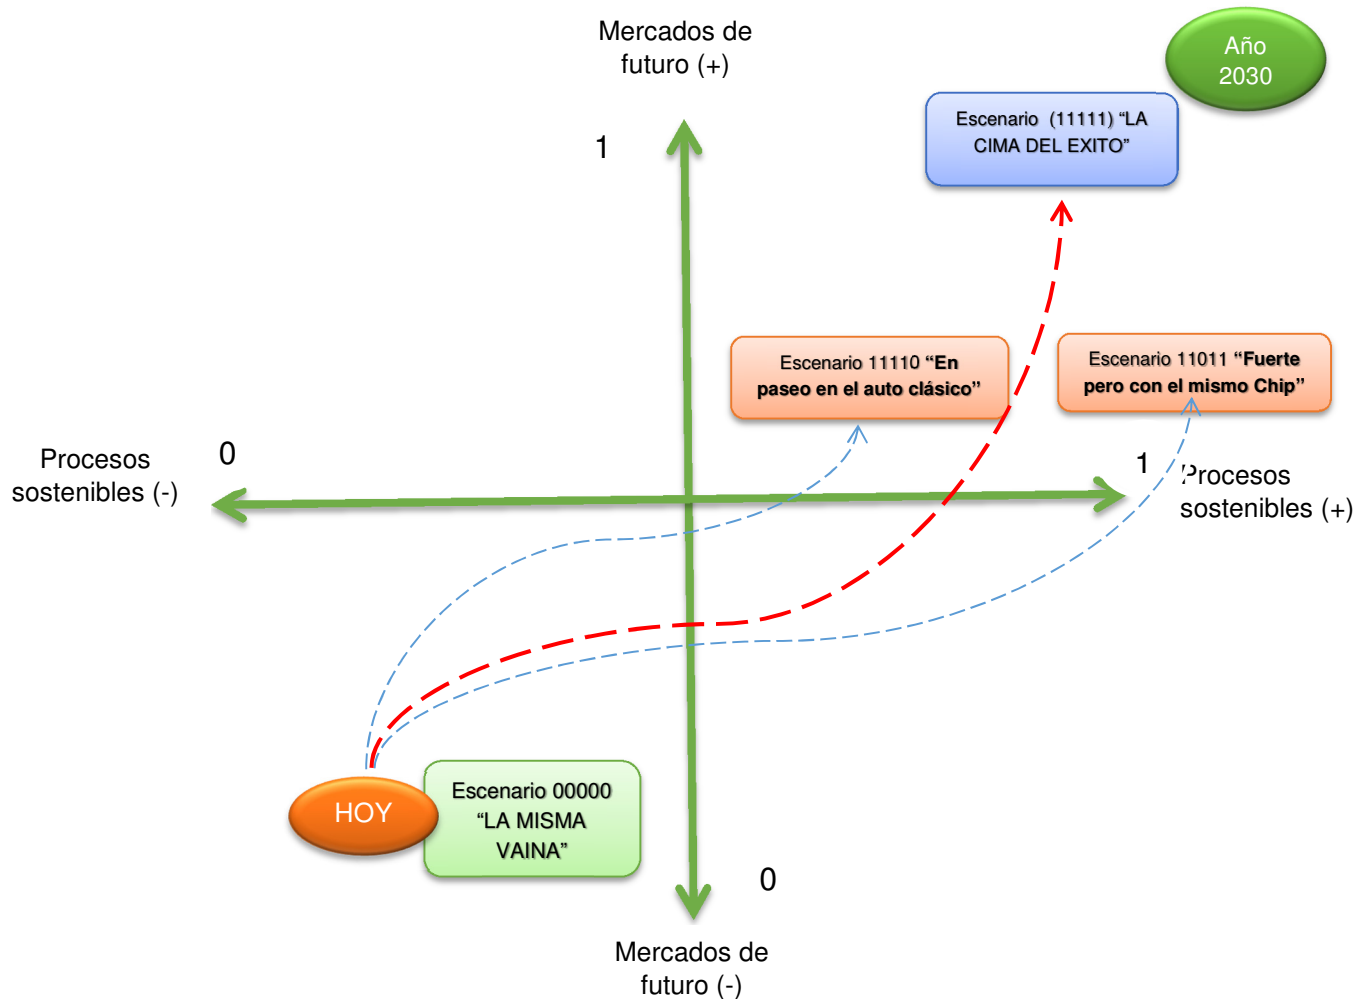 Mercados de
futuro (+)
Año
2030
Escenario (11111) “LA
CIMA DEL EXITO”
1
Escenario 11110 “En
paseo en el auto clásico”
Escenario 11011 “Fuerte
pero con el mismo Chip”
0
Procesos
sostenibles (-)
1
Procesos
sostenibles (+)
HOY
Escenario 00000
“LA MISMA
VAINA”
0
Mercados de
futuro (-)